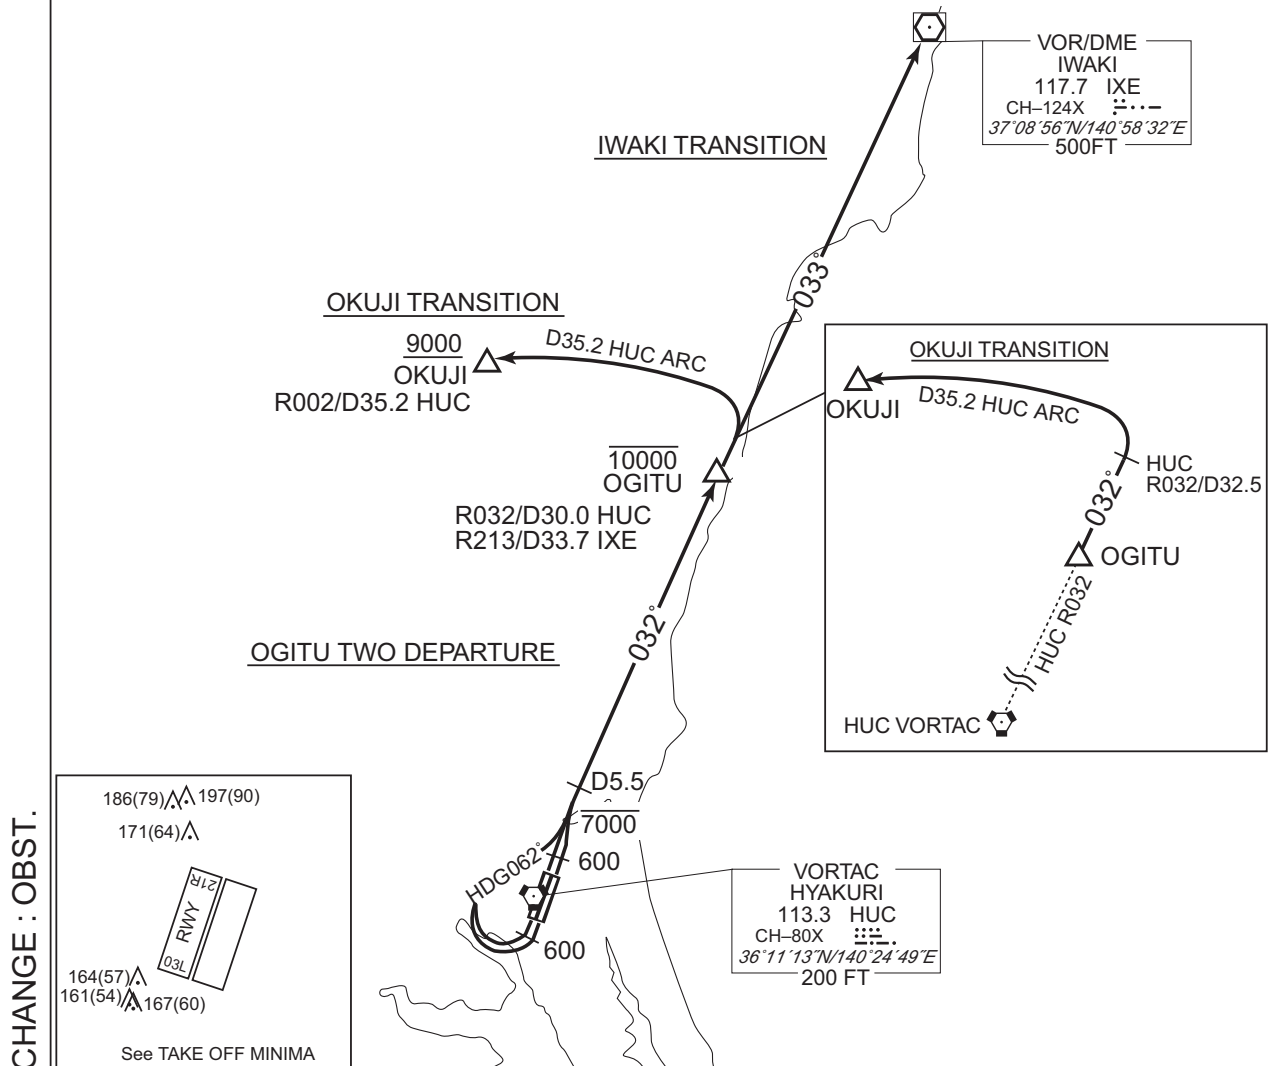 VOR/DME
IWAKI
117.7 IXE
CH–124X
37°08′56″N/140°58′32″E
500FT
IWAKI TRANSITION
033°
OKUJI TRANSITION
9000
OKUJI
R002/D35.2 HUC
D35.2 HUC ARC
10000
OGITU
R032/D30.0 HUC
R213/D33.7 IXE
OKUJI TRANSITION
OKUJI
D35.2 HUC ARC
HUC
R032/D32.5
032°
OGITU
HUC R032
HUC VORTAC
032°
OGITU TWO DEPARTURE
D5.5
7000
HDG062°
600
600
VORTAC
HYAKURI
113.3 HUC
CH–80X
36°11′13″N/140°24′49″E
200 FT
186(79)
197(90)
171(64)
21R
RWY
03L
164(57)
161(54)
167(60)
See TAKE OFF MINIMA
CHANGE : OBST.